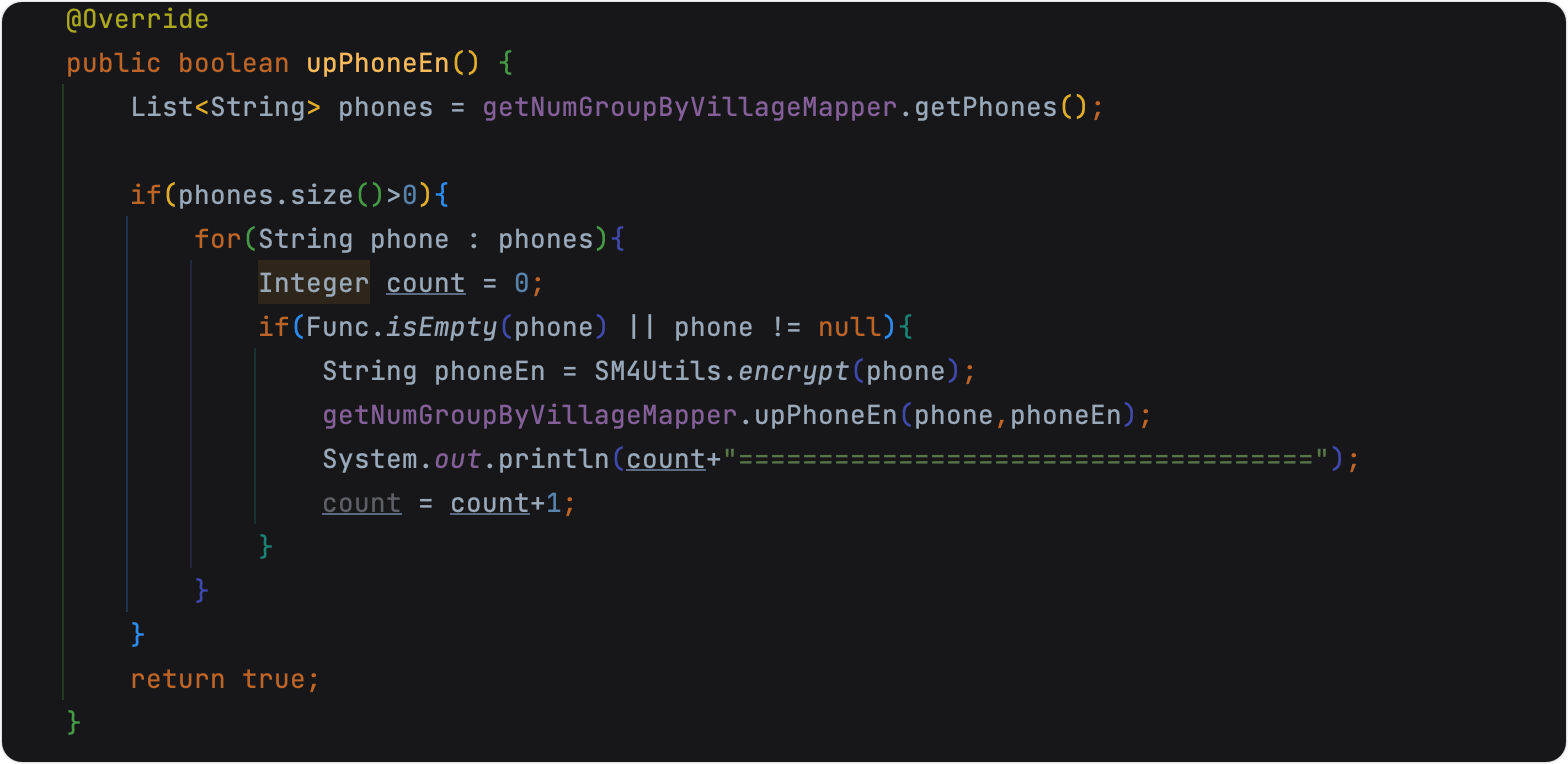 @Override
public boolean upPhoneEn() {
List<String> phones = getNumGroupByVillageMapper.getPhones();
if(phones.size()>0){
for(String phone : phones){
Integer count = 0;
if(Func.isEmpty(phone) || phone != null){
String phoneEn = SM4Utils.encrypt(phone);
getNumGroupByVillageMapper.upPhoneEn(phone,phoneEn);
System.out.println(count+"====================================");
count = count+1;
}
}
}
return true;
}